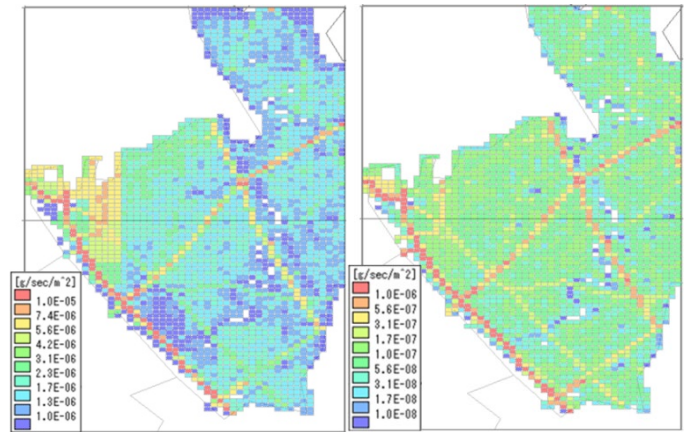 [g/sec/m^2]
1.0E-05
7.4E-06
5.6E-06
4.2E-06
3.1E-06
2.3E-06
1.7E-06
1.3E-06
1.0E-06
[g/sec/m^2]
1.0E-06
5.6E-07
3.1E-07
1.7E-07
1.0E-07
5.6E-08
3.1E-08
1.7E-08
1.0E-08